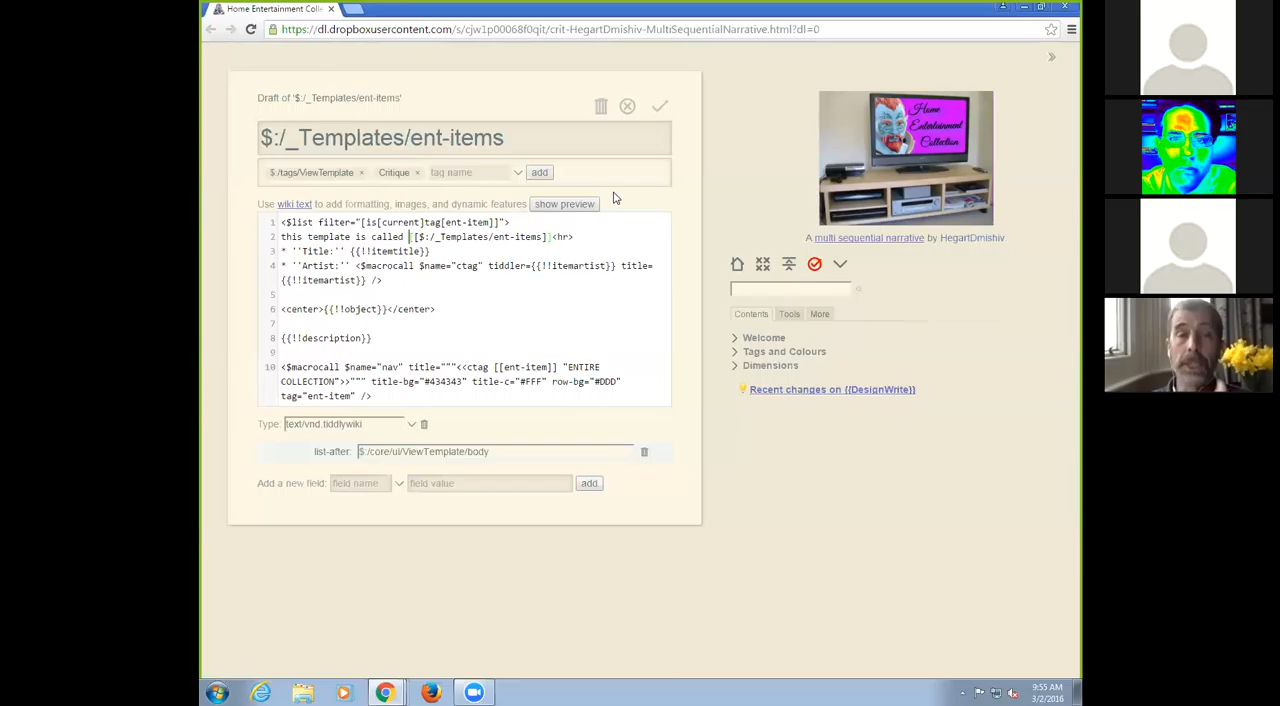 Home Entertainment Colle
https://dl.dropboxusercontent.com/s/cjw1p00068f0qit/crit-HegartDmishiv-MultiSequentialNarrative.html?dl=0
Draft of '$:/_Templates/ent-items'
$:/_Templates/ent-items
$:/tags/ViewTemplate × Critique × tag name add
Use wiki text to add formatting, images, and dynamic features show preview
1 <$list filter="[is[current]tag[ent-item]]">
2 this template is called [[$:/_Templates/ent-items]]<hr>
3 * ''Title:'' {{!!itemtitle}}
4 * ''Artist:'' <$macrocall $name="ctag" tiddler={{!!itemartist}} title=
{{!!itemartist}} />
5
6 <center>{{!!object}}</center>
7
8 {{!!description}}
9
10 <$macrocall $name="nav" title="""<<ctag [[ent-item]] "ENTIRE
COLLECTION">>""" title-bg="#434343" title-c="#FFF" row-bg="#DDD"
tag="ent-item" />
Type: text/vnd.tiddlywiki
list-after: $:/core/ui/ViewTemplate/body
Add a new field: field name field value add
Home
Entertainment
Collection
A multi sequential narrative by HegartDmishiv
Contents Tools More
Welcome
Tags and Colours
Dimensions
Recent changes on {{DesignWrite}}
9:55 AM
3/2/2016